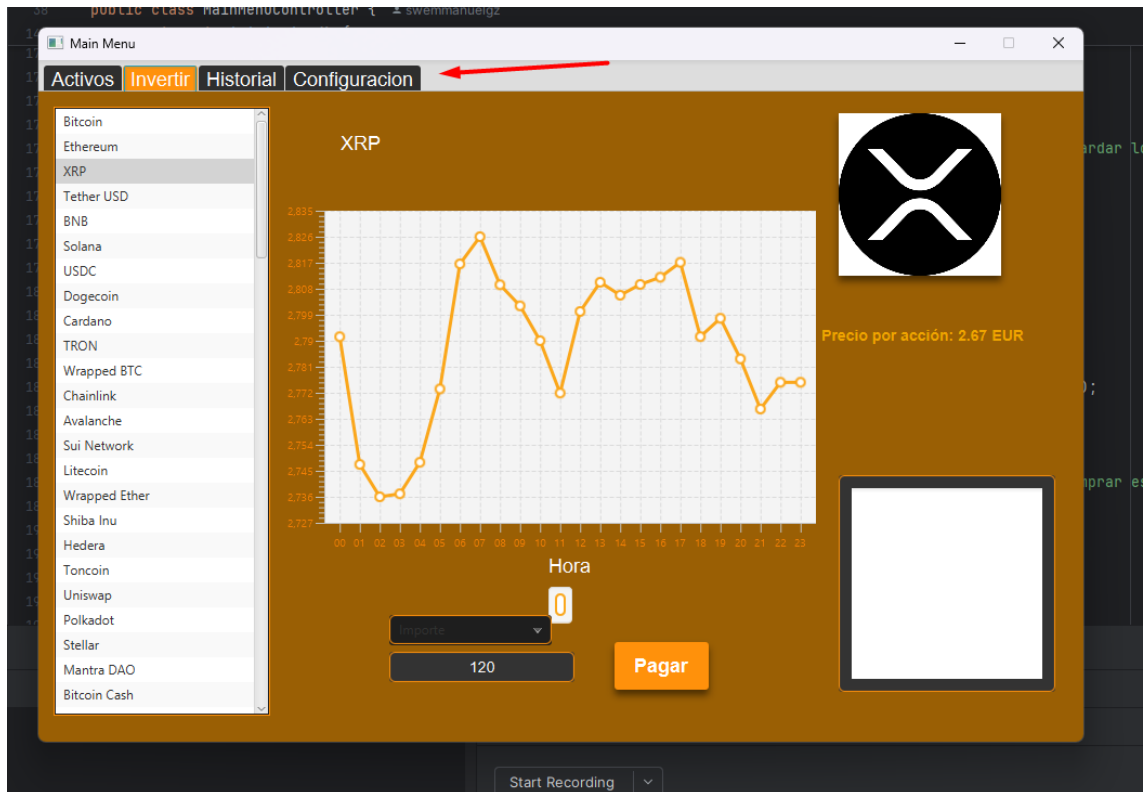 38 public class MainMenuController { swemmanuelgz
Main Menu
Activos Invertir Historial Configuracion
Bitcoin
Ethereum
XRP
Tether USD
BNB
Solana
USDC
Dogecoin
Cardano
TRON
Wrapped BTC
Chainlink
Avalanche
Sui Network
Litecoin
Wrapped Ether
Shiba Inu
Hedera
Toncoin
Uniswap
Polkadot
Stellar
Mantra DAO
Bitcoin Cash
XRP
2,835
2,826
2,817
2,808
2,799
2,79
2,781
2,772
2,763
2,754
2,745
2,736
2,727
00 01 02 03 04 05 06 07 08 09 10 11 12 13 14 15 16 17 18 19 20 21 22 23
Hora
Importe
120
Pagar
Precio por acción: 2.67 EUR
);
Start Recording